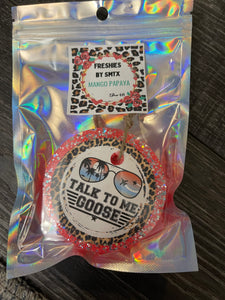 FRESHIES
BY SMTX
MANGO PAPAYA
TALK TO ME
GOOSE